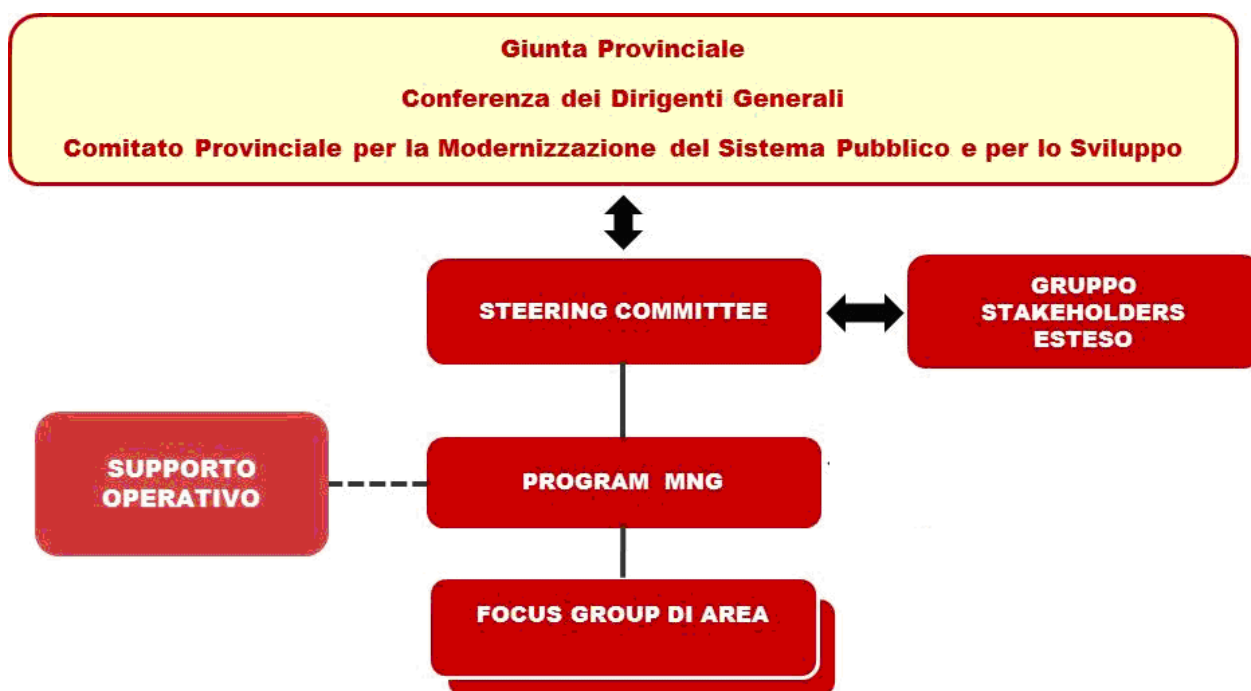 Giunta Provinciale
Conferenza dei Dirigenti Generali
Comitato Provinciale per la Modernizzazione del Sistema Pubblico e per lo Sviluppo
STEERING COMMITTEE
GRUPPO
STAKEHOLDERS
ESTESO
SUPPORTO
OPERATIVO
PROGRAM MNG
FOCUS GROUP DI AREA